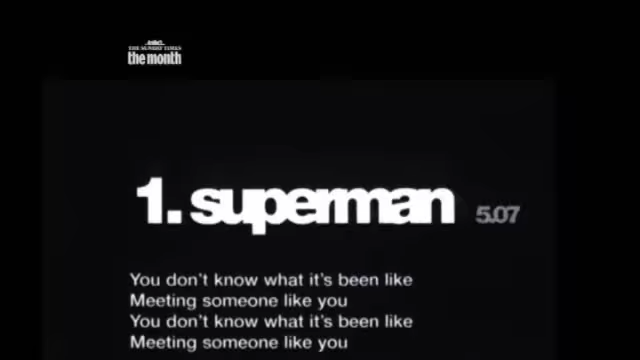 THE SUNDAY TIMES
the month
1. superman 5.07
You don't know what it's been like
Meeting someone like you
You don't know what it's been like
Meeting someone like you